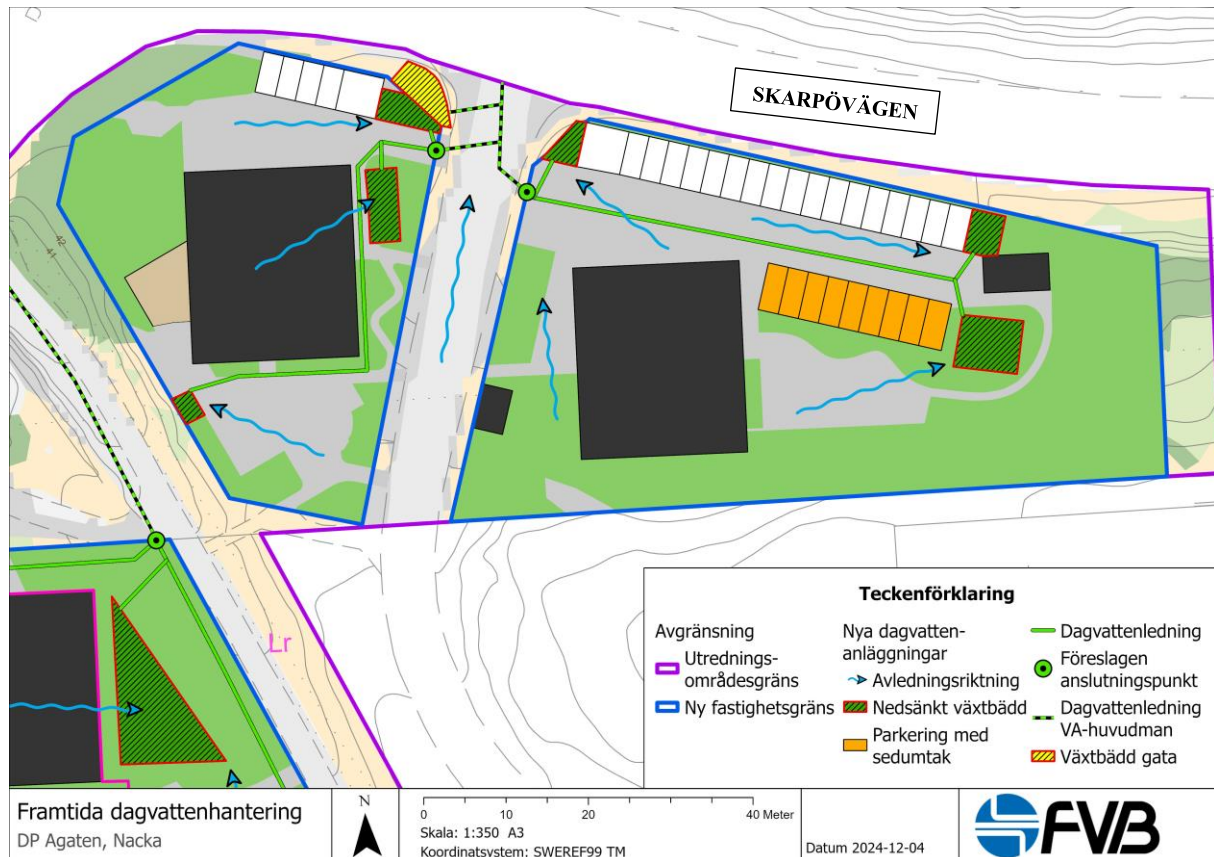 SKARPÖVÄGEN
42
41
Lr
Teckenförklaring
Avgränsning
Utrednings-
områdesgräns
Ny fastighetsgräns
Nya dagvatten-
anläggningar
Avledningsriktning
Nedsänkt växtbädd
Parkering med
sedumtak
Dagvattenledning
Föreslagen
anslutningspunkt
Dagvattenledning
VA-huvudman
Växtbädd gata
Framtida dagvattenhantering
DP Agaten, Nacka
N
0 10 20 40 Meter
Skala: 1:350 A3
Koordinatsystem: SWEREF99 TM
Datum 2024-12-04
FVB